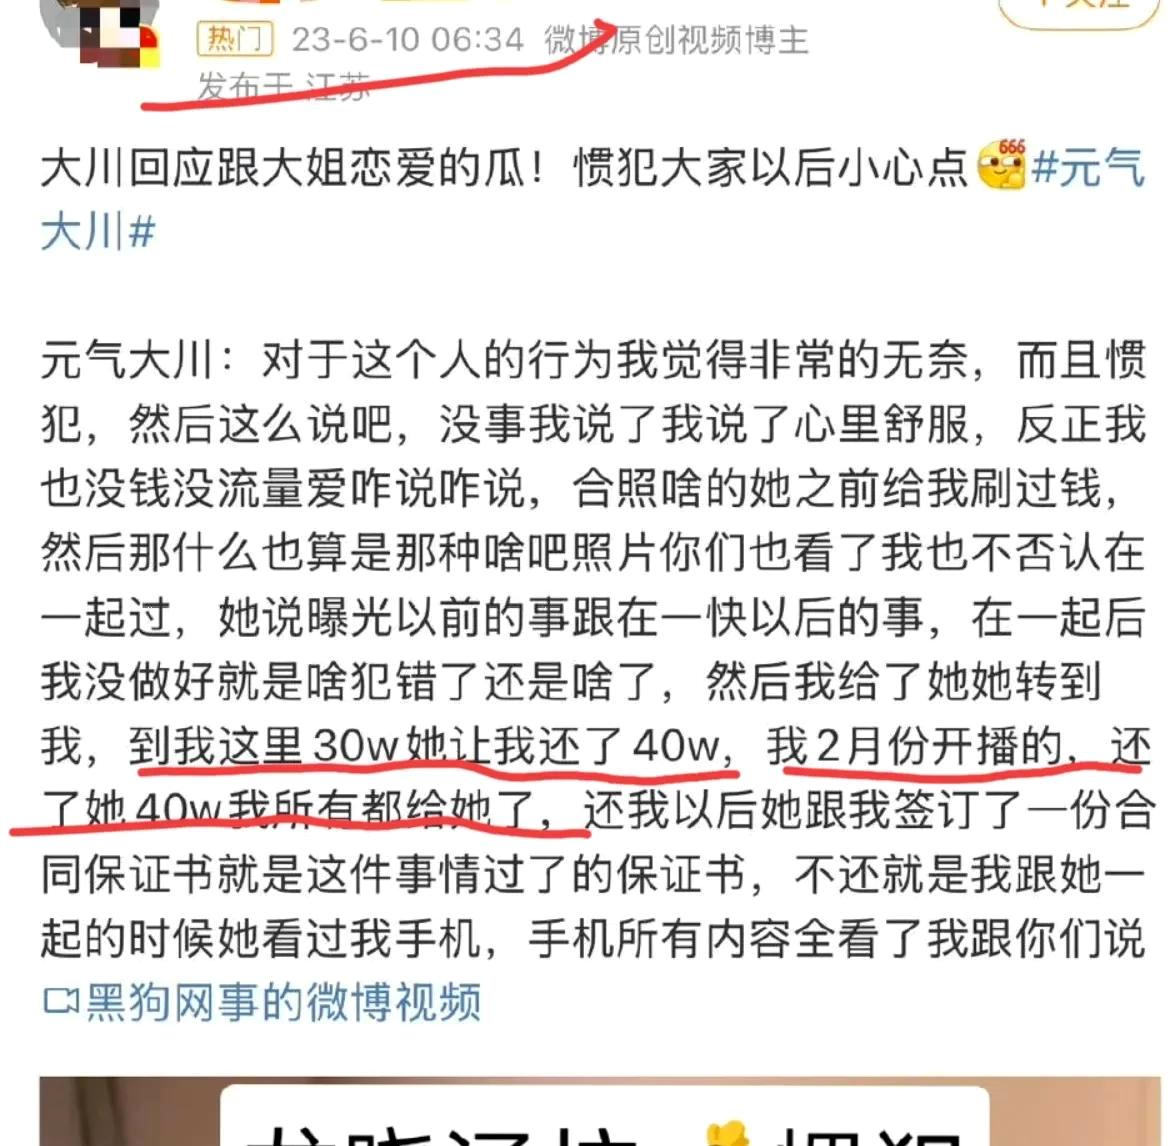 热门 23-6-10 06:34 微博原创视频博主
发布于 江苏
大川回应跟大姐恋爱的瓜！惯犯大家以后小心点 666 #元气
大川#
元气大川：对于这个人的行为我觉得非常的无奈，而且惯
犯，然后这么说吧，没事我说了我说了心里舒服，反正我
也没钱没流量爱咋说咋说，合照啥的她之前给我刷过钱，
然后那什么也算是那种啥吧照片你们也看了我也不否认在
一起过，她说曝光以前的事跟在一快以后的事，在一起后
我没做好就是啥犯错了还是啥了，然后我给了她她转到
我，到我这里30w她让我还了40w，我2月份开播的，还
了她40w我所有都给她了，还我以后她跟我签订了一份合
同保证书就是这件事情过了的保证书，不还就是我跟她一
起的时候她看过我手机，手机所有内容全看了我跟你们说
黑狗网事的微博视频